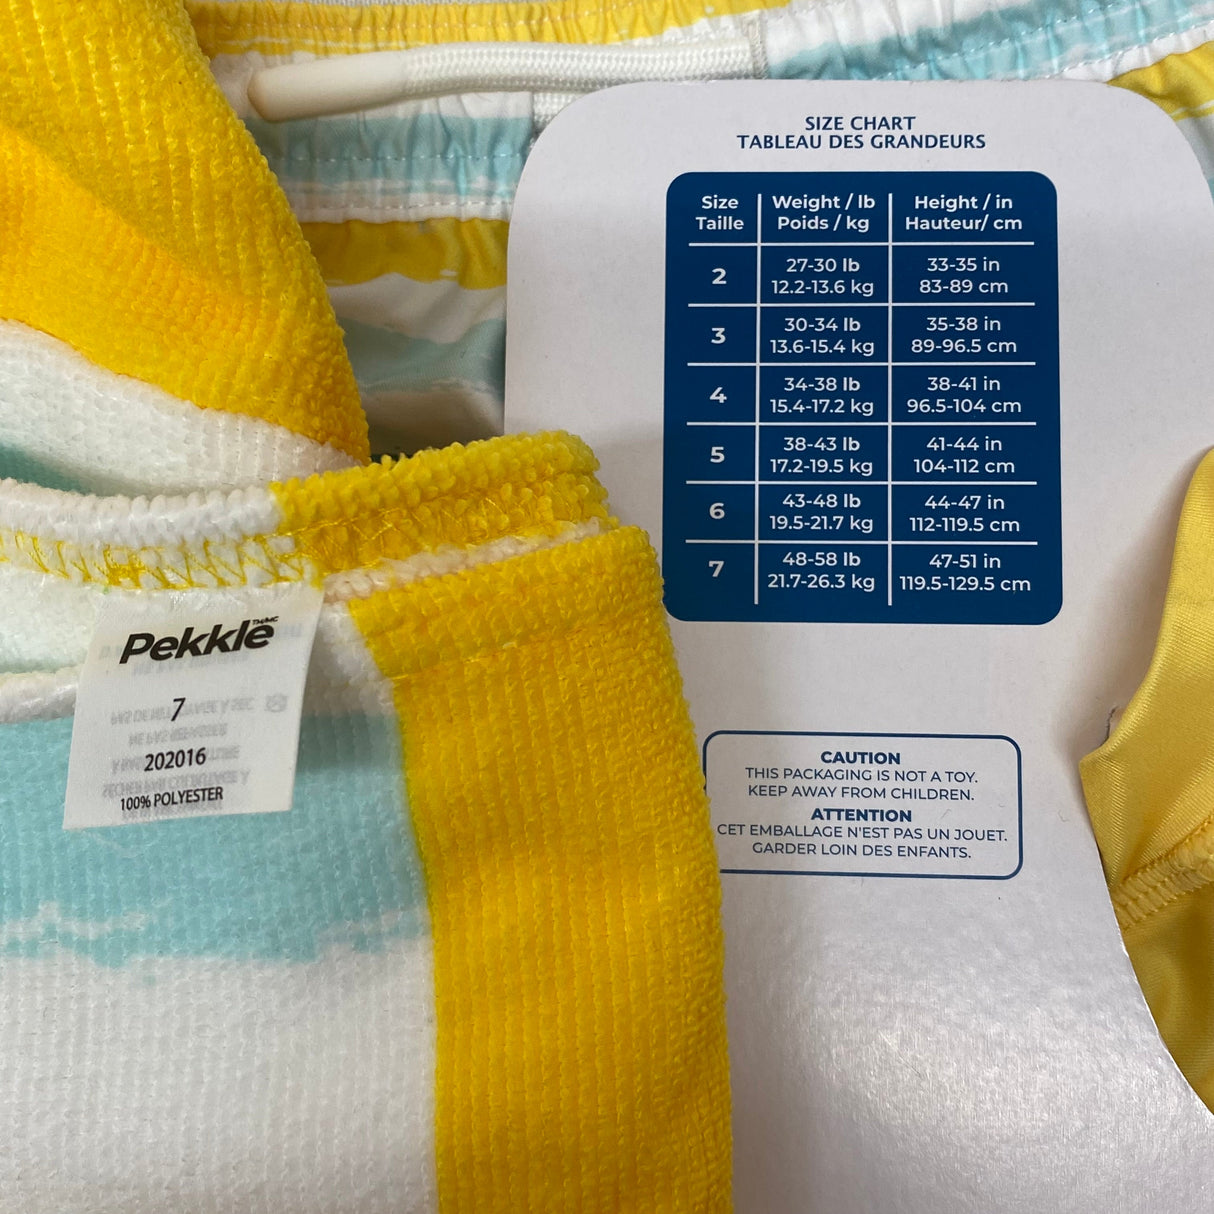 SIZE CHART
TABLEAU DES GRANDEURS
Size Weight / lb Height / in
Taille Poids / kg Hauteur/ cm
2 27-30 lb 33-35 in
12.2-13.6 kg 83-89 cm
3 30-34 lb 35-38 in
13.6-15.4 kg 89-96.5 cm
4 34-38 lb 38-41 in
15.4-17.2 kg 96.5-104 cm
5 38-43 lb 41-44 in
17.2-19.5 kg 104-112 cm
6 43-48 lb 44-47 in
19.5-21.7 kg 112-119.5 cm
7 48-58 lb 47-51 in
21.7-26.3 kg 119.5-129.5 cm
Pekkle TM/MC
7
202016
100% POLYESTER
CAUTION
THIS PACKAGING IS NOT A TOY.
KEEP AWAY FROM CHILDREN.
ATTENTION
CET EMBALLAGE N'EST PAS UN JOUET.
GARDER LOIN DES ENFANTS.